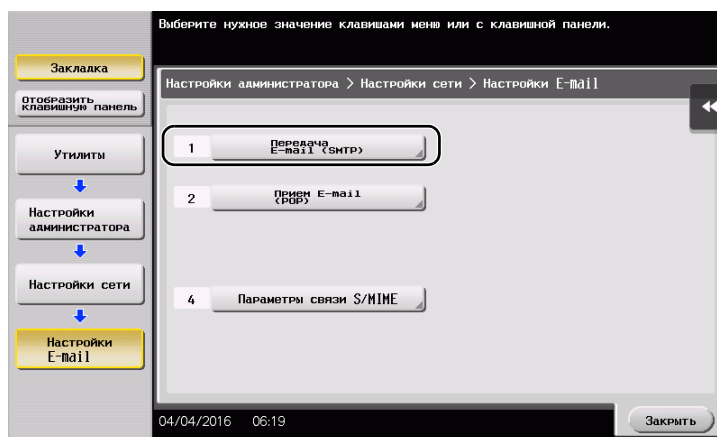 Выберите нужное значение клавишами меню или с клавишной панели.
Закладка
Отобразить
клавишную панель
Настройки администратора > Настройки сети > Настройки E-mail
Утилиты
Настройки
администратора
Настройки сети
Настройки
E-mail
1
Передача
E-mail (SMTP)
2
Прием E-mail
(POP)
4
Параметры связи S/MIME
04/04/2016 06:19
Закрыть